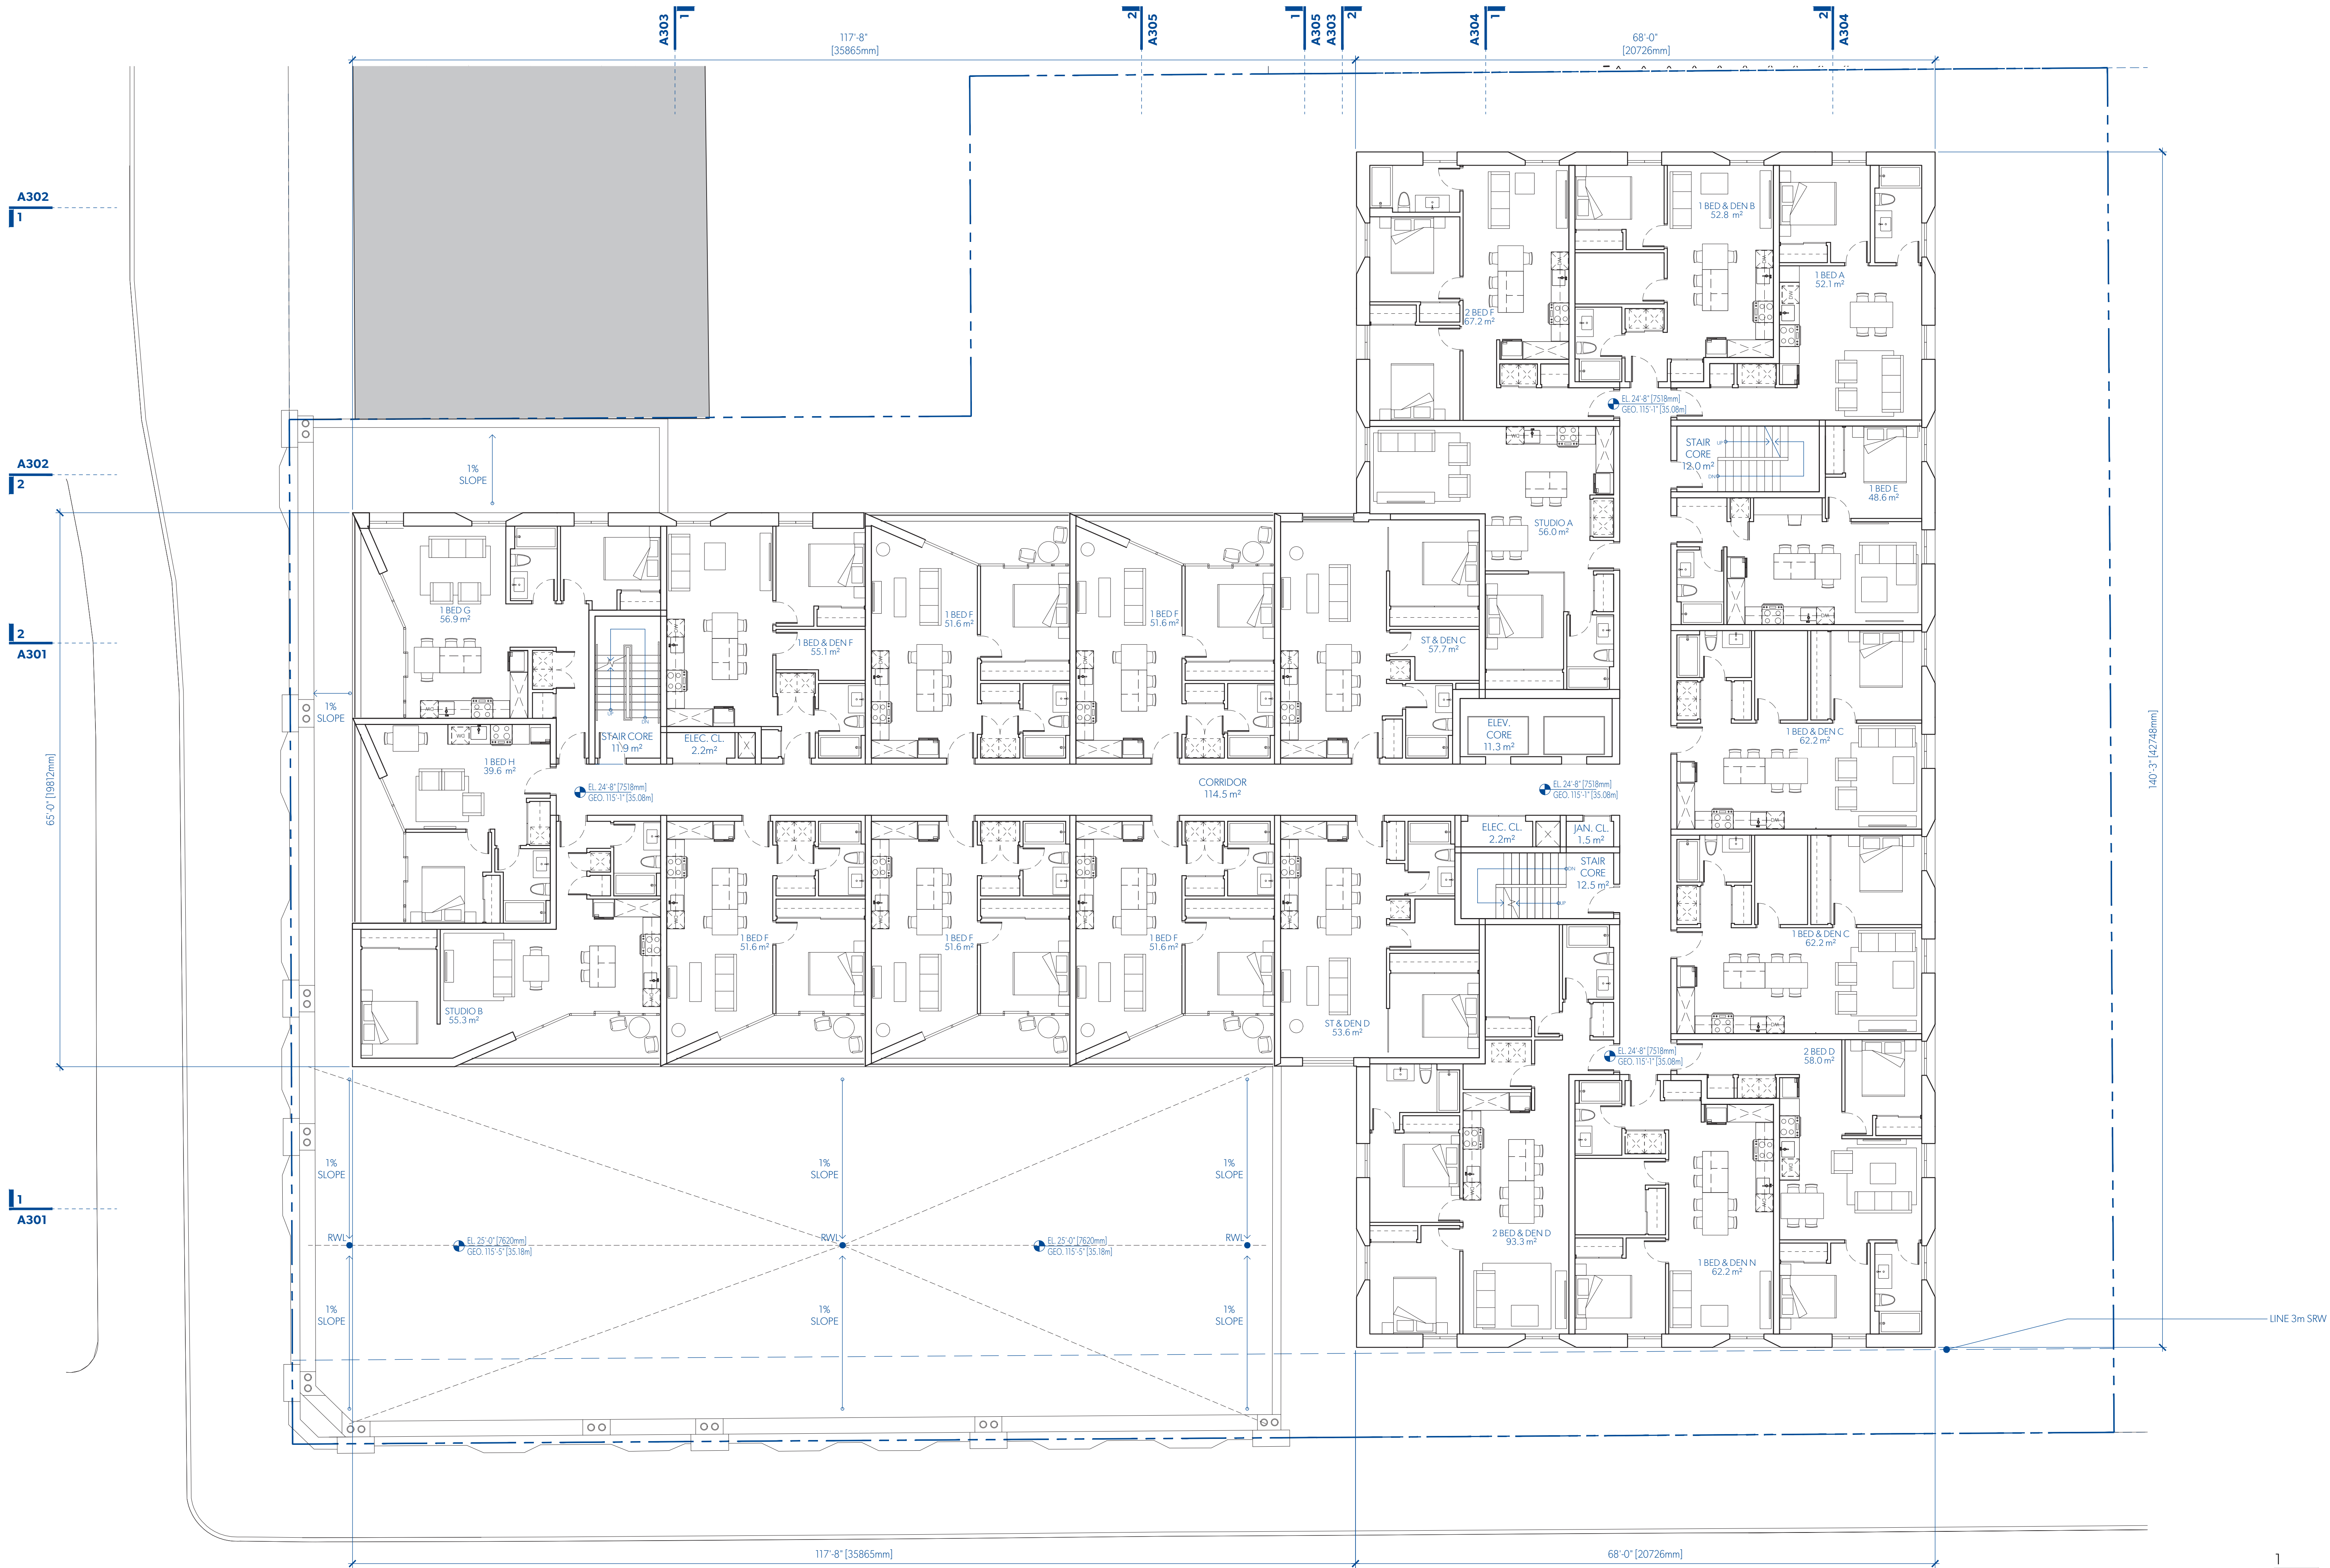 A303
1
2
A305
1
A305
A303
2
A304
1
2
A304
117'-8"
[35865mm]
68'-0"
[20726mm]
A302
1
A302
2
2
A301
1
A301
1 BED & DEN B
52.8 m²
1 BED A
52.1 m²
2 BED F
67.2 m²
EL. 24'-8" [7518mm]
GEO. 115'-1" [35.08m]
1%
SLOPE
STAIR
CORE
12.0 m²
UP
DN
1 BED E
48.6 m²
STUDIO A
56.0 m²
1 BED G
56.9 m²
1 BED & DEN F
55.1 m²
1 BED F
51.6 m²
1 BED F
51.6 m²
ST & DEN C
57.7 m²
1%
SLOPE
UP
DN
STAIR CORE
11.9 m²
ELEC. CL.
2.2m²
ELEV.
CORE
11.3 m²
1 BED & DEN C
62.2 m²
1 BED H
39.6 m²
EL. 24'-8" [7518mm]
GEO. 115'-1" [35.08m]
CORRIDOR
114.5 m²
EL. 24'-8" [7518mm]
GEO. 115'-1" [35.08m]
65'-0" [19812mm]
140'-3" [42748mm]
ELEC. CL.
2.2m²
JAN. CL.
1.5 m²
STAIR
CORE
12.5 m²
DN
UP
1 BED F
51.6 m²
1 BED F
51.6 m²
1 BED F
51.6 m²
1 BED & DEN C
62.2 m²
STUDIO B
55.3 m²
ST & DEN D
53.6 m²
EL. 24'-8" [7518mm]
GEO. 115'-1" [35.08m]
2 BED D
58.0 m²
1%
SLOPE
1%
SLOPE
1%
SLOPE
RWL
EL. 25'-0" [7620mm]
GEO. 115'-5" [35.18m]
RWL
EL. 25'-0" [7620mm]
GEO. 115'-5" [35.18m]
RWL
2 BED & DEN D
93.3 m²
1 BED & DEN N
62.2 m²
1%
SLOPE
1%
SLOPE
1%
SLOPE
LINE 3m SRW
117'-8" [35865mm]
68'-0" [20726mm]
1